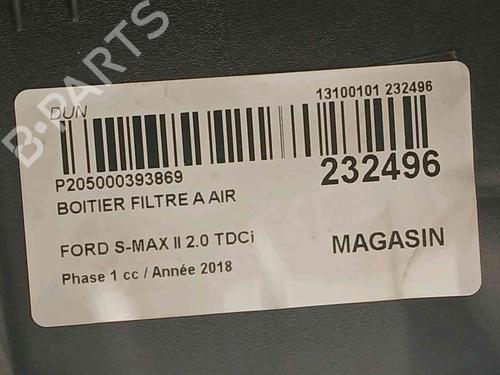 B-PARTS
DUN
13100101 232496
P205000393869
232496
BOITIER FILTRE A AIR
FORD S-MAX II 2.0 TDCi
MAGASIN
Phase 1 cc / Année 2018